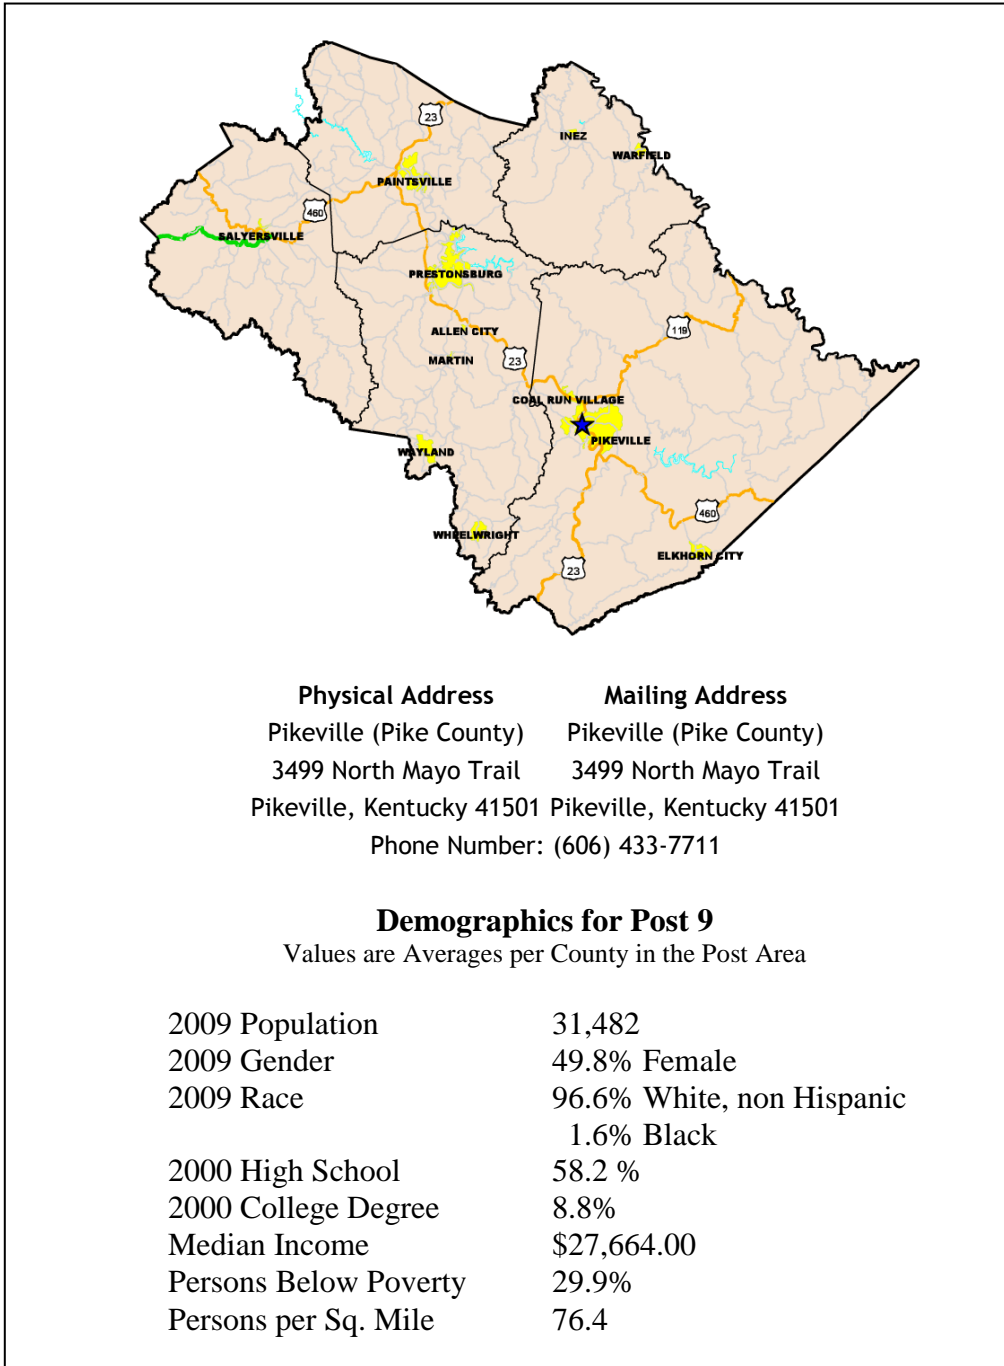 23
INEZ
WARFIELD
PAINTSVILLE
460
SALYERSVILLE
PRESTONSBURG
ALLEN CITY
119
MARTIN
23
COAL RUN VILLAGE
PIKEVILLE
WAYLAND
460
WHEELWRIGHT
ELKHORN CITY
23
Physical Address Mailing Address
Pikeville (Pike County) Pikeville (Pike County)
3499 North Mayo Trail 3499 North Mayo Trail
Pikeville, Kentucky 41501 Pikeville, Kentucky 41501
Phone Number: (606) 433-7711
Demographics for Post 9
Values are Averages per County in the Post Area
2009 Population 31,482
2009 Gender 49.8% Female
2009 Race 96.6% White, non Hispanic
1.6% Black
2000 High School 58.2 %
2000 College Degree 8.8%
Median Income $27,664.00
Persons Below Poverty 29.9%
Persons per Sq. Mile 76.4